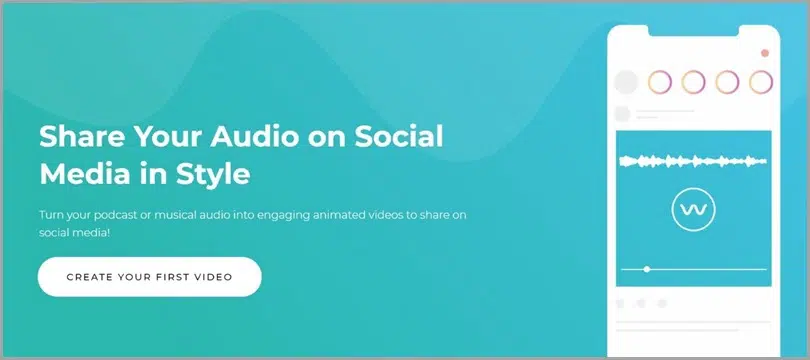 Share Your Audio on Social
Media in Style
Turn your podcast or musical audio into engaging animated videos to share on
social media!
CREATE YOUR FIRST VIDEO